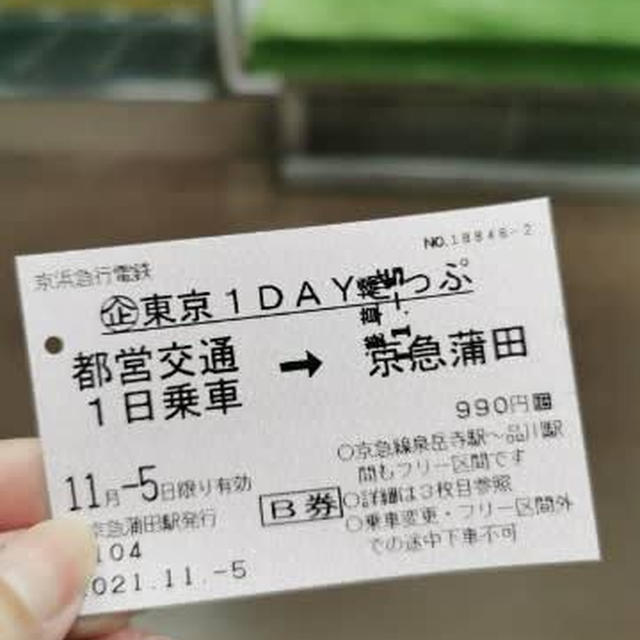 NO.18846-2
京浜急行電鉄
企 東京1DAYきっぷ
都営交通 → 京急蒲田
1日乗車
990円
○京急線泉岳寺駅~品川駅
間もフリー区間です
11月-5日限り有効
○詳細は3枚目参照
B券
京急蒲田駅発行
○乗車変更・フリー区間外
での途中下車不可
104
2021.11.-5